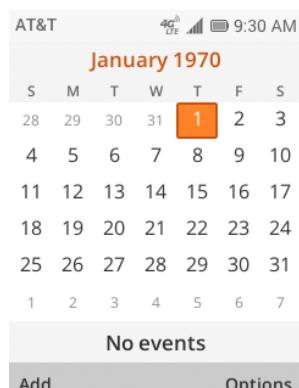 AT&T 4G LTE 9:30 AM
January 1970
S M T W T F S
28 29 30 31 1 2 3
4 5 6 7 8 9 10
11 12 13 14 15 16 17
18 19 20 21 22 23 24
25 26 27 28 29 30 31
1 2 3 4 5 6 7
No events
Add Options